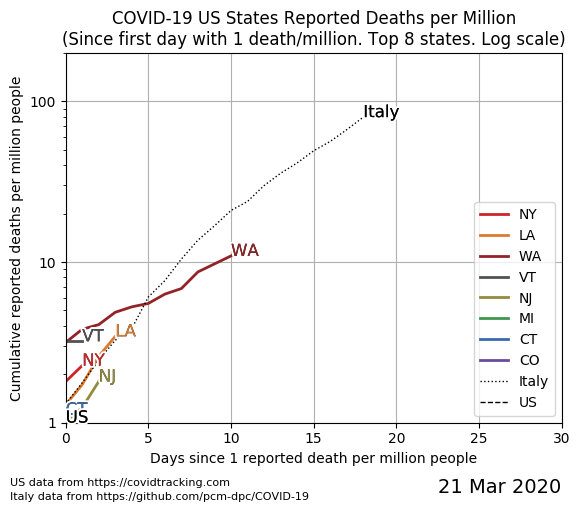 COVID-19 US States Reported Deaths per Million
(Since first day with 1 death/million. Top 8 states. Log scale)
Cumulative reported deaths per million people
100
10
1
Italy
WA
VT
LA
NY
NJ
CT
US
NY
LA
WA
VT
NJ
MI
CT
CO
Italy
US
0 5 10 15 20 25 30
Days since 1 reported death per million people
US data from https://covidtracking.com
Italy data from https://github.com/pcm-dpc/COVID-19
21 Mar 2020